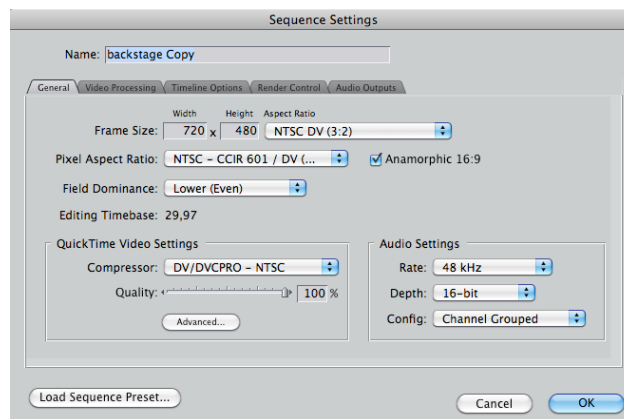 Sequence Settings
Name: backstage Copy
General Video Processing Timeline Options Render Control Audio Outputs
Width Height Aspect Ratio
Frame Size: 720 x 480 NTSC DV (3:2)
Pixel Aspect Ratio: NTSC – CCIR 601 / DV (... Anamorphic 16:9
Field Dominance: Lower (Even)
Editing Timebase: 29,97
QuickTime Video Settings
Compressor: DV/DVCPRO – NTSC
Quality: 100 %
Advanced...
Audio Settings
Rate: 48 kHz
Depth: 16-bit
Config: Channel Grouped
Load Sequence Preset...
Cancel OK